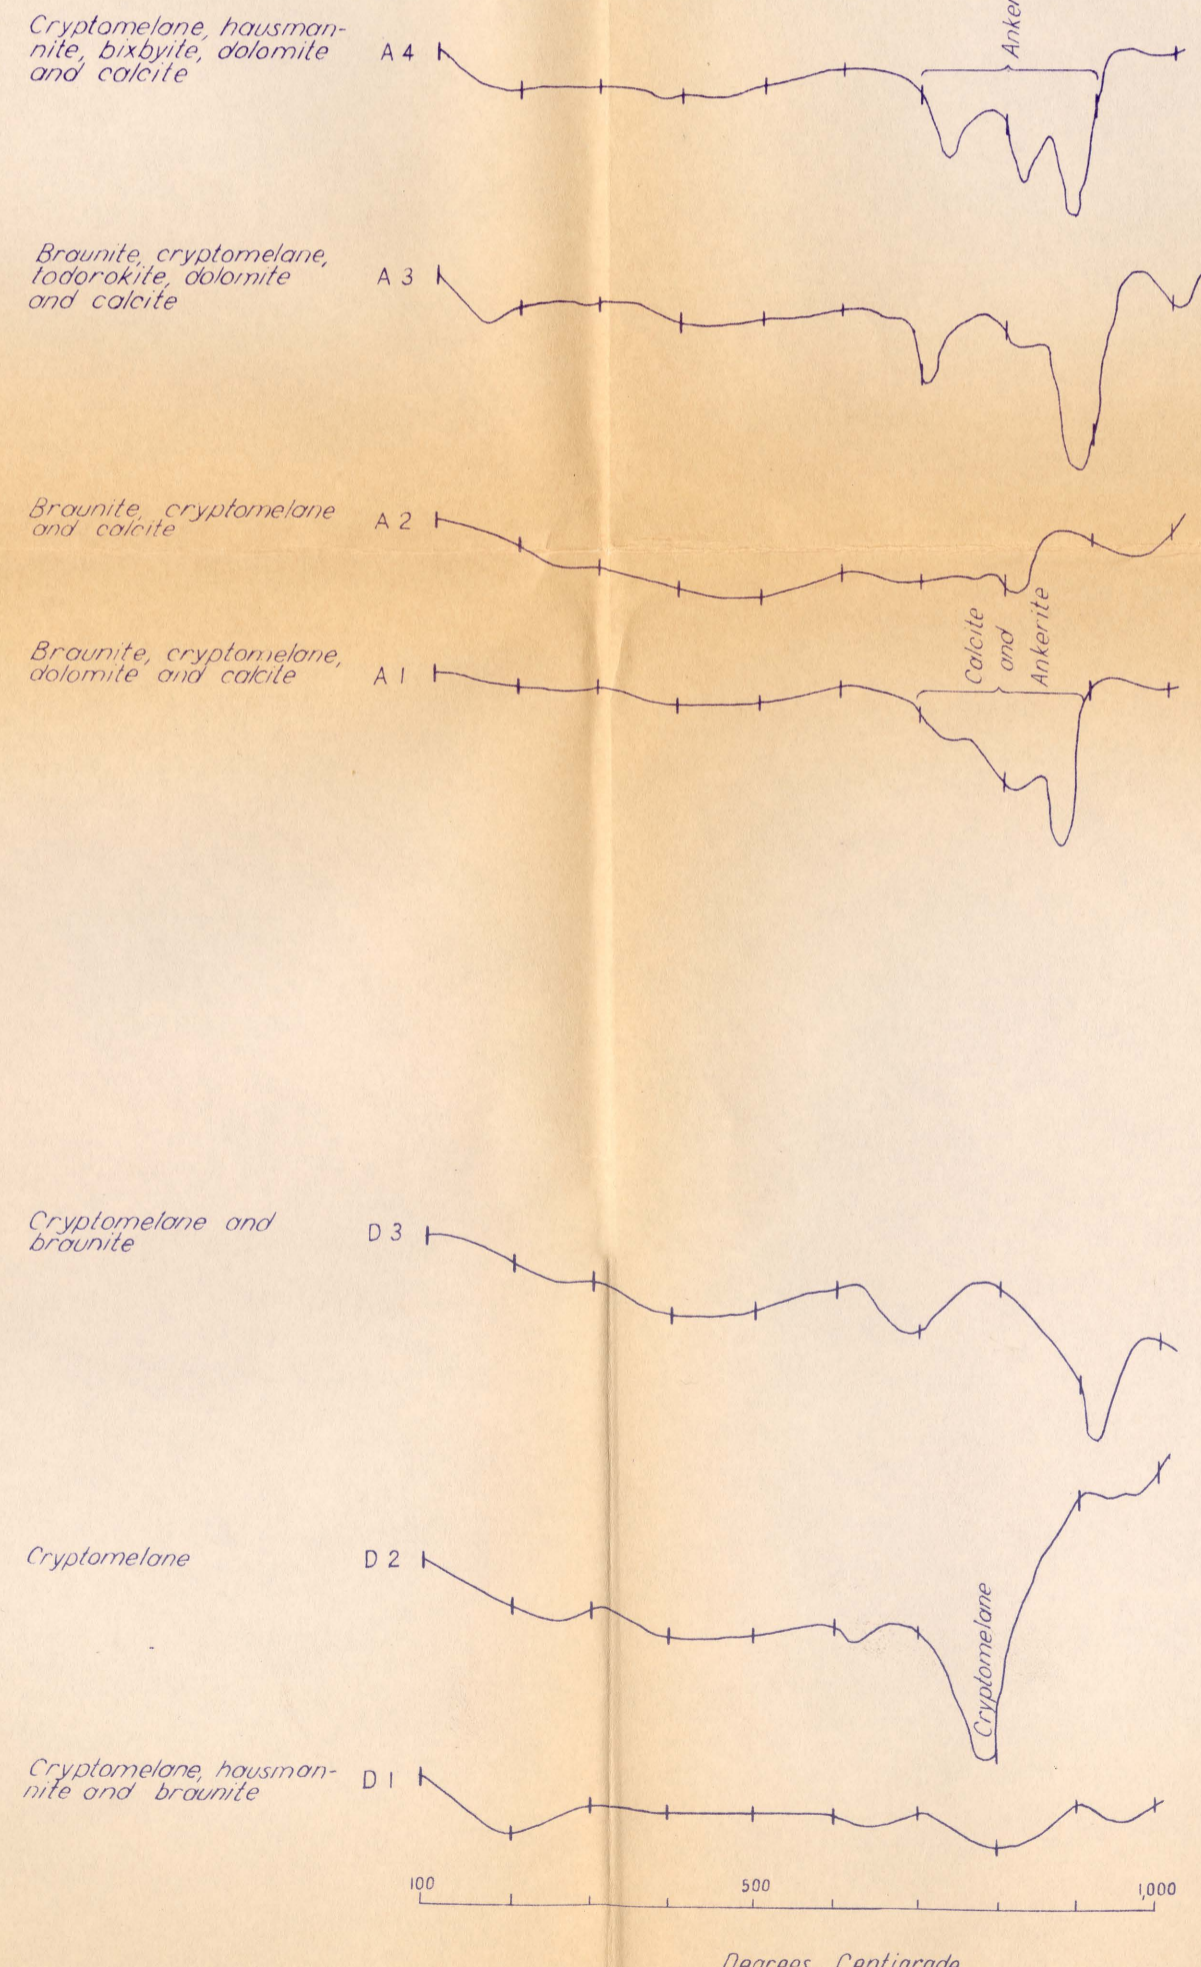 Cryptomelane, hausman-
nite, bixbyite, dolomite
and calcite
A 4
Braunite, cryptomelane,
todorokite, dolomite
and calcite
A 3
Braunite, cryptomelane
and calcite
A 2
Calcite
and
Ankerite
Braunite, cryptomelane,
dolomite and calcite
A 1
Cryptomelane and
braunite
D 3
Cryptomelane
D 2
Cryptomelane
Cryptomelane, hausman-
nite and braunite
D 1
100 500 1,000
Degrees Centigrade